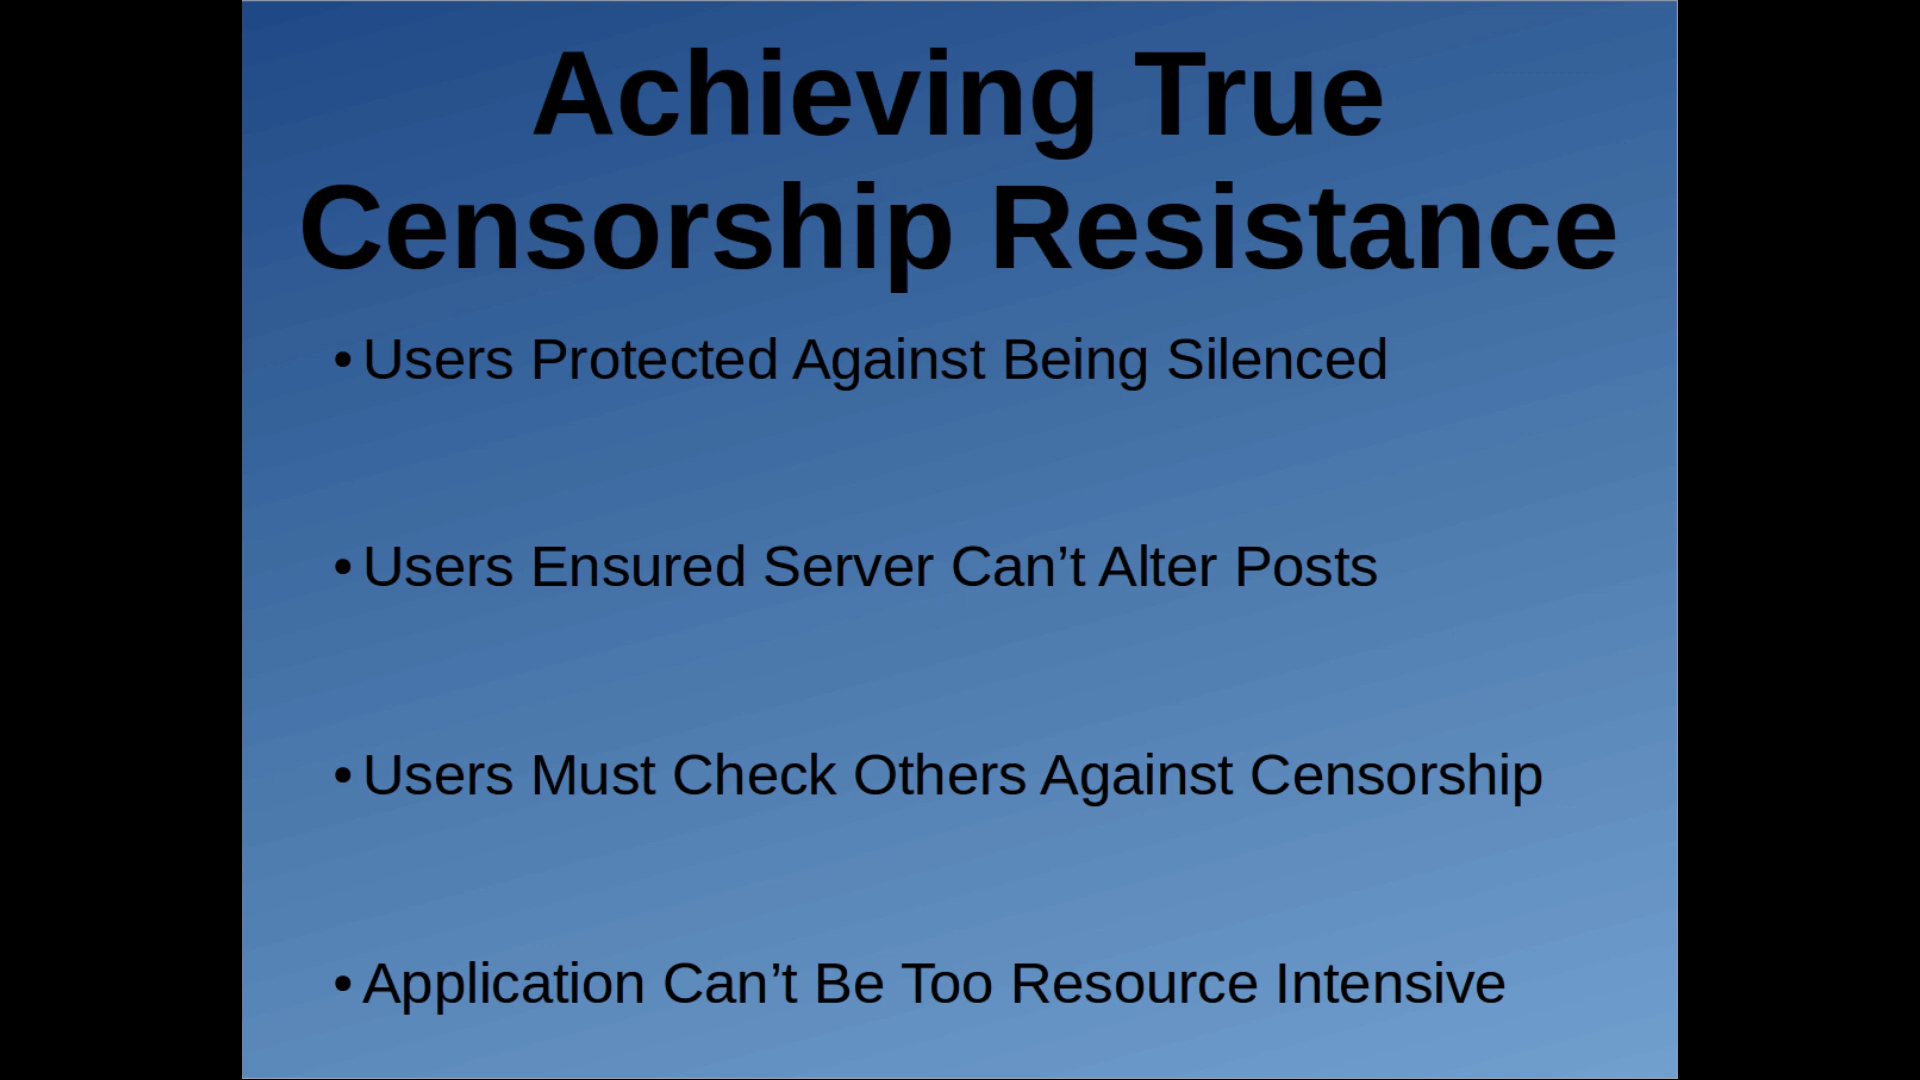 Achieving True
Censorship Resistance
• Users Protected Against Being Silenced
• Users Ensured Server Can’t Alter Posts
• Users Must Check Others Against Censorship
• Application Can’t Be Too Resource Intensive